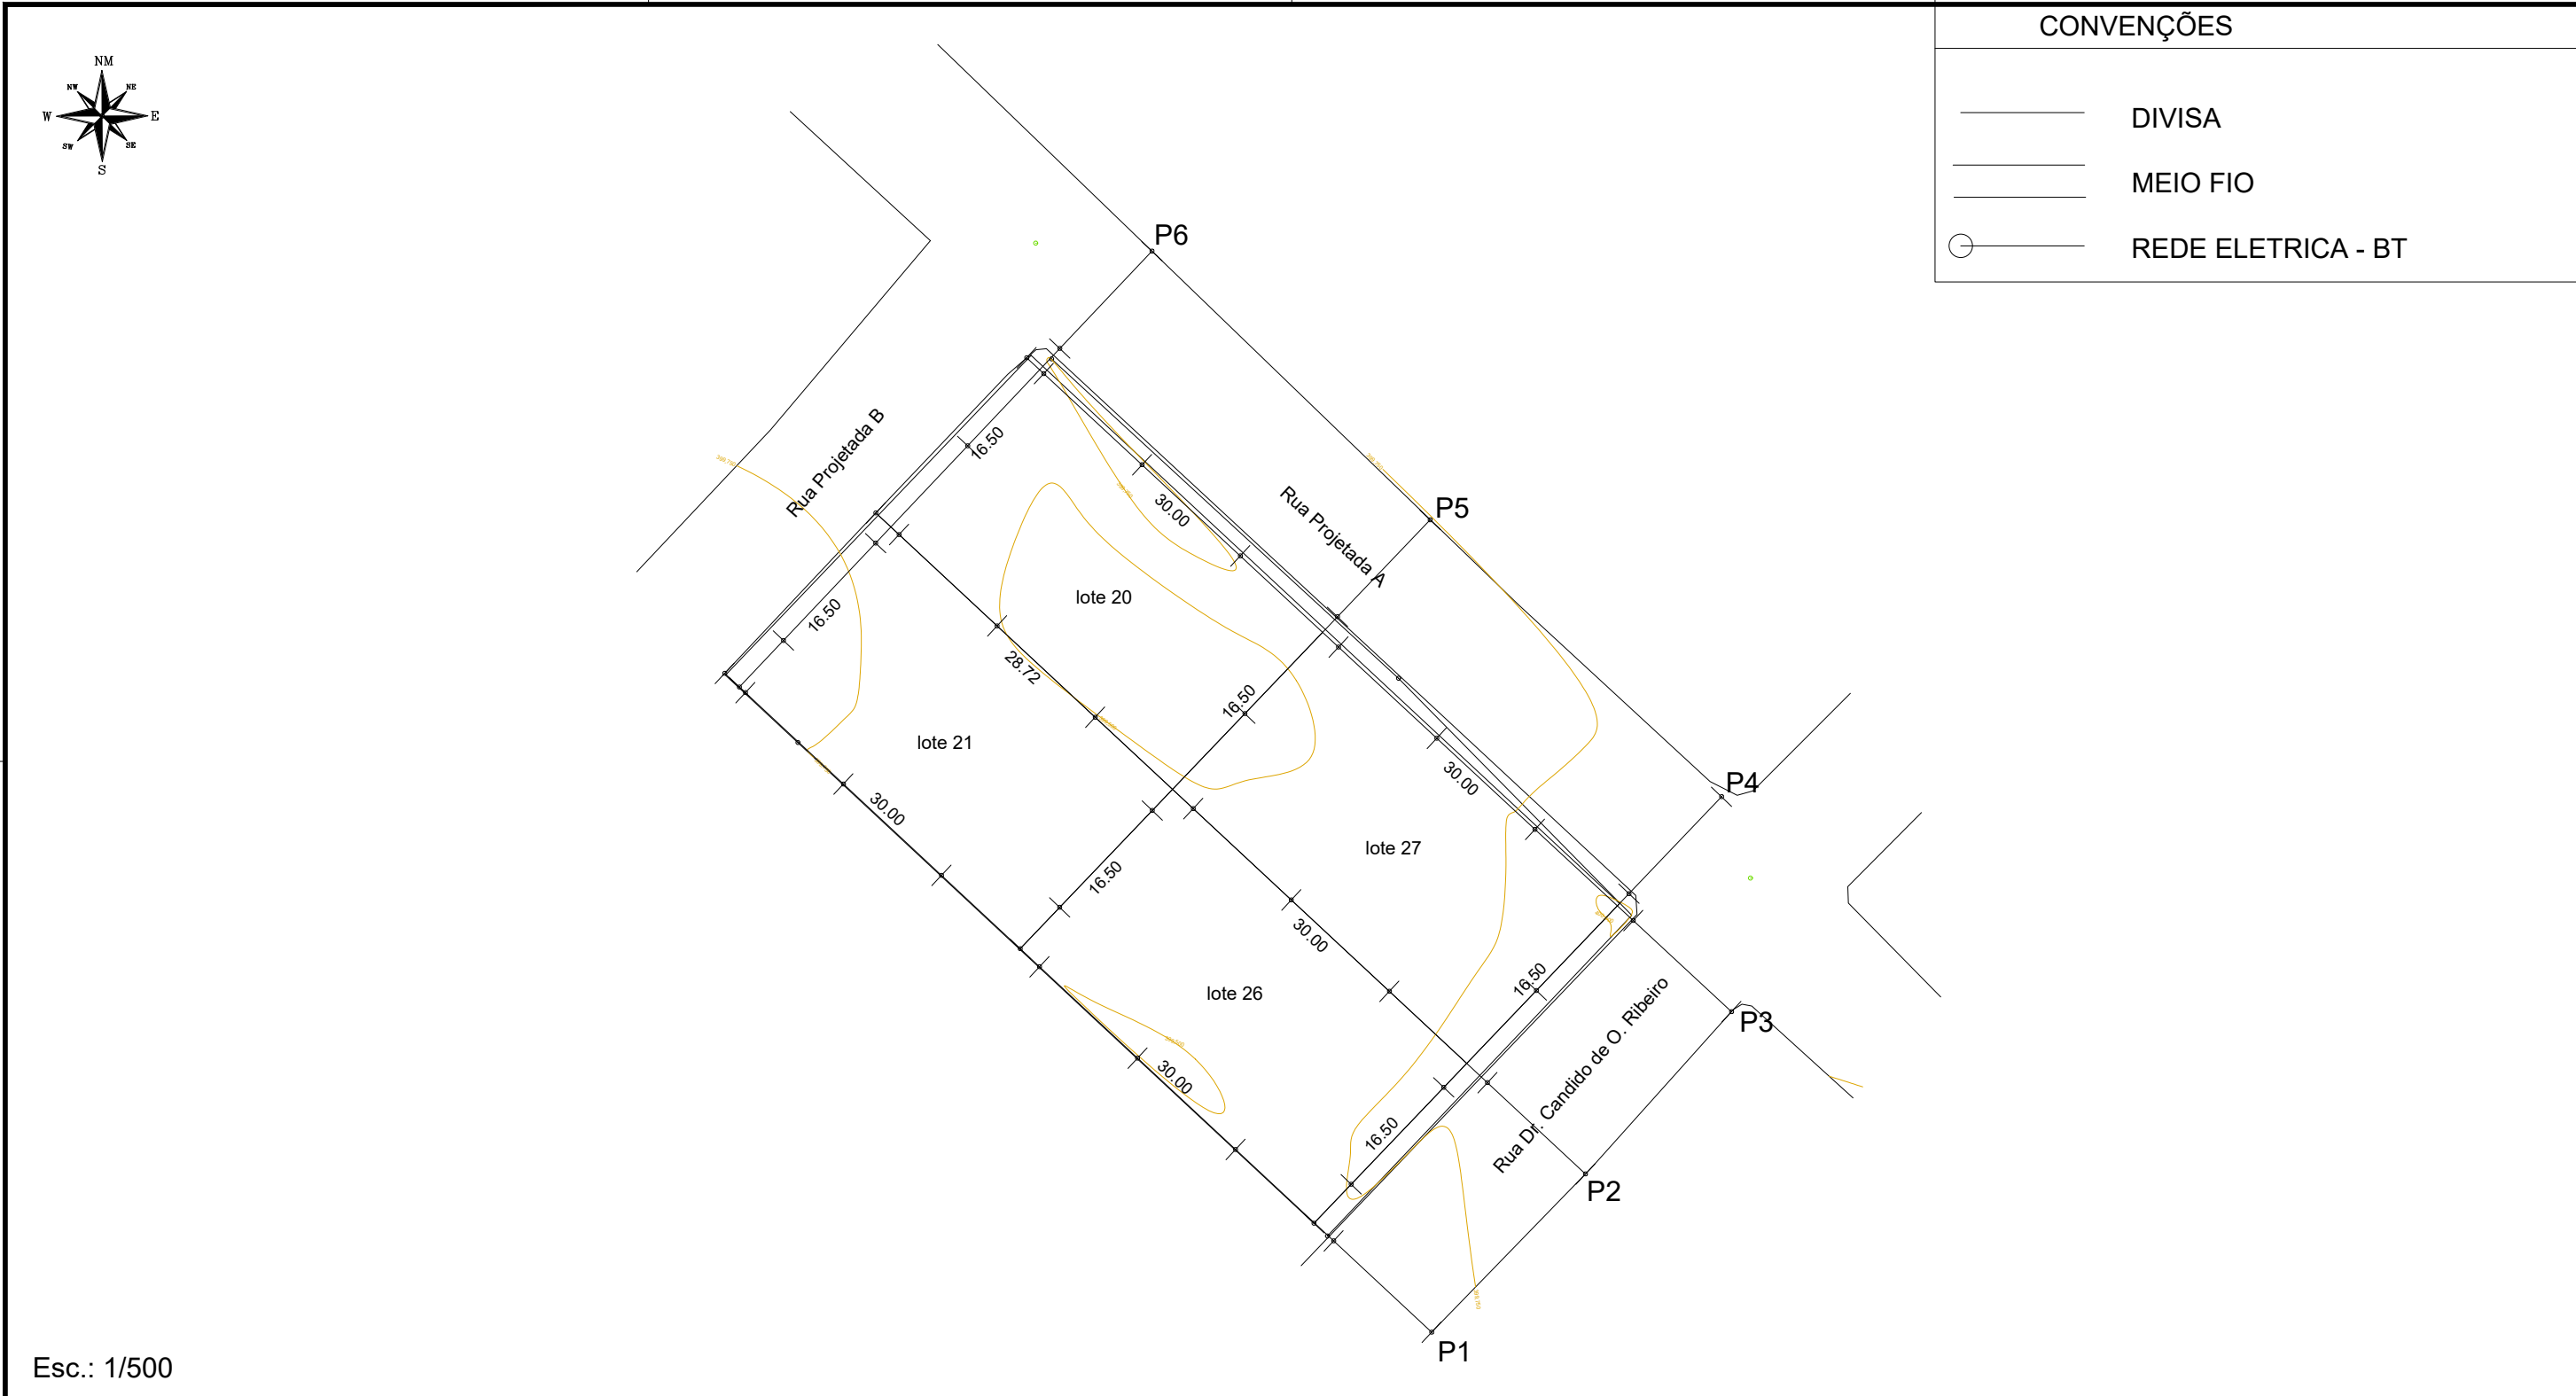 CONVENÇÕES
NM
NW
NE
W
E
SW
SE
S
DIVISA
MEIO FIO
REDE ELETRICA - BT
P6
Rua Projetada B
16.50
30.00
Rua Projetada A
P5
lote 20
16.50
28.72
16.50
lote 21
30.00
P4
30.00
lote 27
16.50
30.00
lote 26
16.50
P3
Rua Dr. Candido de O. Ribeiro
30.00
16.50
P2
P1
Esc.: 1/500